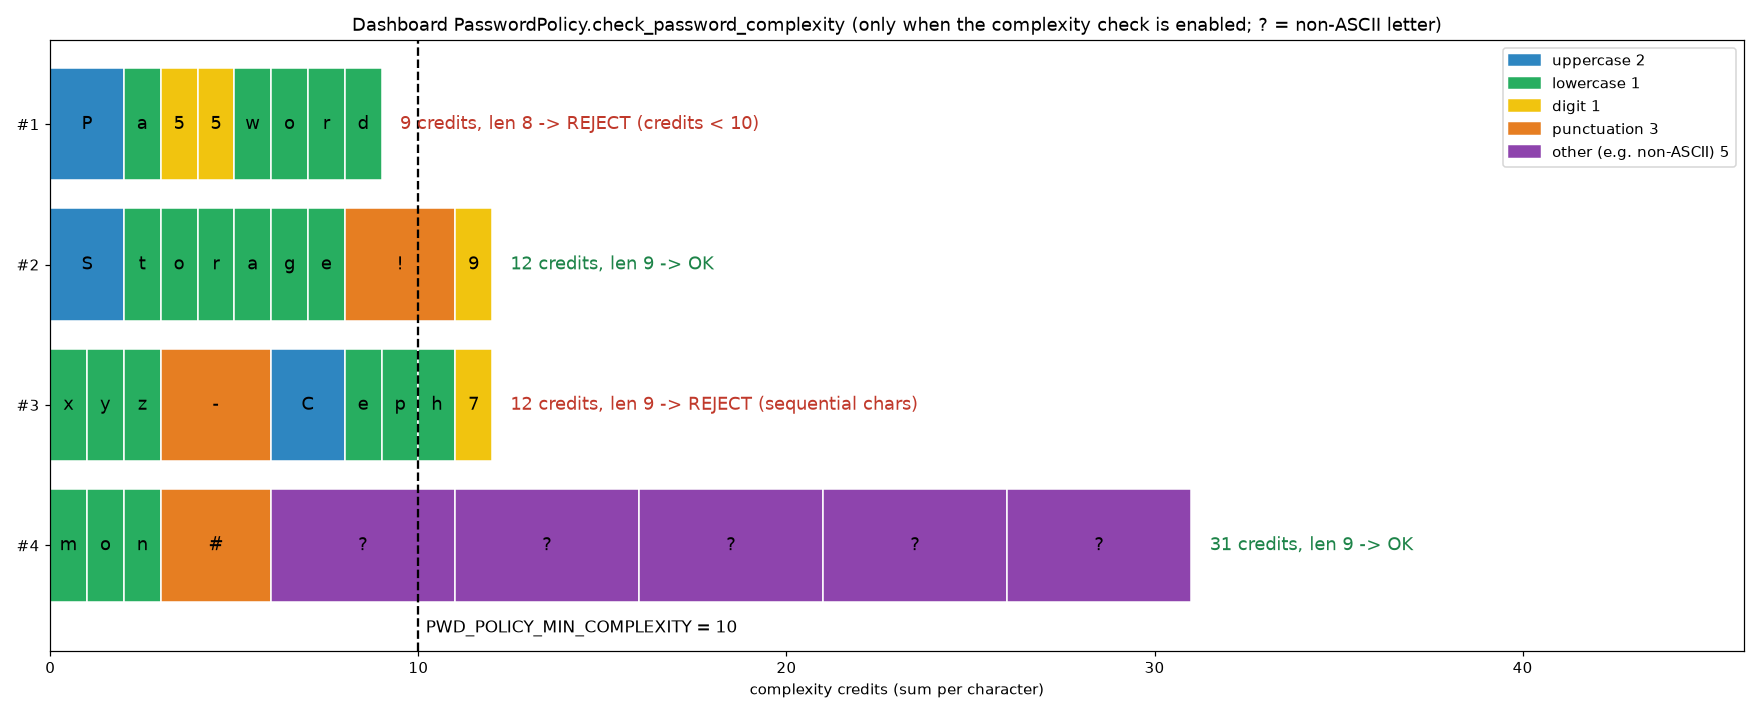 Dashboard PasswordPolicy.check_password_complexity (only when the complexity check is enabled; ? = non-ASCII letter)
uppercase 2
lowercase 1
digit 1
punctuation 3
other (e.g. non-ASCII) 5
#1 P a 5 5 w o r d 9 credits, len 8 -> REJECT (credits < 10)
#2 S t o r a g e ! 9 12 credits, len 9 -> OK
#3 x y z - C e p h 7 12 credits, len 9 -> REJECT (sequential chars)
#4 m o n # ? ? ? ? ? 31 credits, len 9 -> OK
PWD_POLICY_MIN_COMPLEXITY = 10
0 10 20 30 40
complexity credits (sum per character)